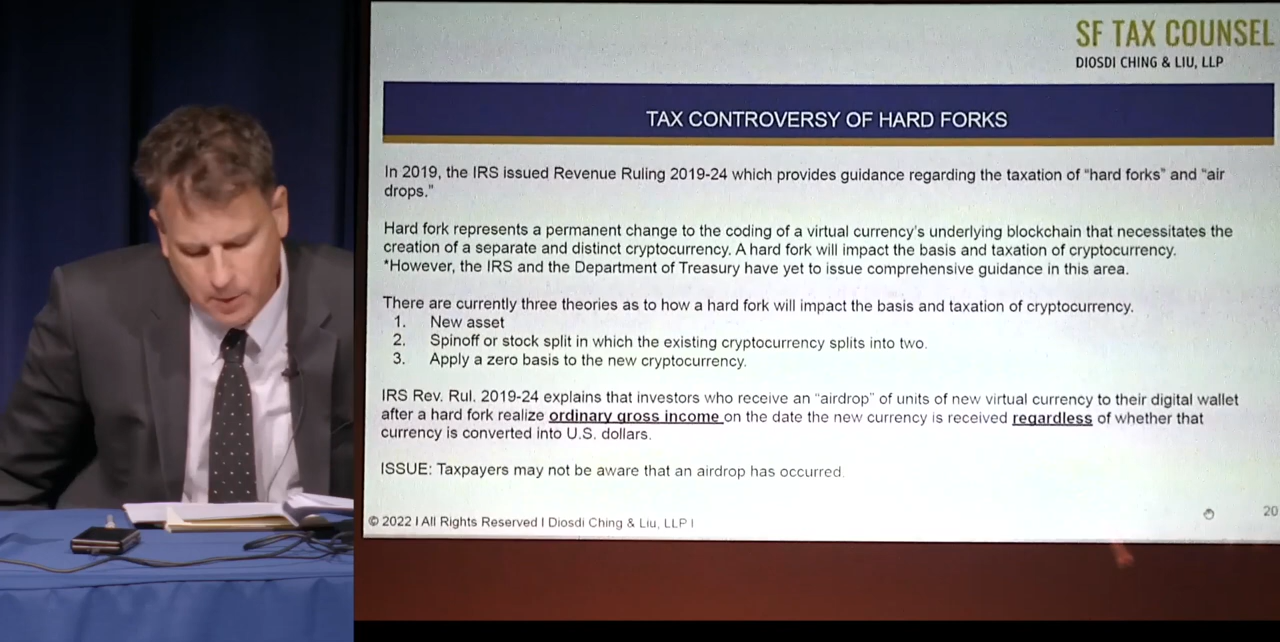 SF TAX COUNSEL
DIOSDI CHING & LIU, LLP
TAX CONTROVERSY OF HARD FORKS
In 2019, the IRS issued Revenue Ruling 2019-24 which provides guidance regarding the taxation of “hard forks” and “air
drops.”
Hard fork represents a permanent change to the coding of a virtual currency’s underlying blockchain that necessitates the
creation of a separate and distinct cryptocurrency. A hard fork will impact the basis and taxation of cryptocurrency.
*However, the IRS and the Department of Treasury have yet to issue comprehensive guidance in this area.
There are currently three theories as to how a hard fork will impact the basis and taxation of cryptocurrency.
1. New asset
2. Spinoff or stock split in which the existing cryptocurrency splits into two.
3. Apply a zero basis to the new cryptocurrency.
IRS Rev. Rul. 2019-24 explains that investors who receive an “airdrop” of units of new virtual currency to their digital wallet
after a hard fork realize ordinary gross income on the date the new currency is received regardless of whether that
currency is converted into U.S. dollars.
ISSUE: Taxpayers may not be aware that an airdrop has occurred.
© 2022 I All Rights Reserved I Diosdi Ching & Liu, LLP I
20